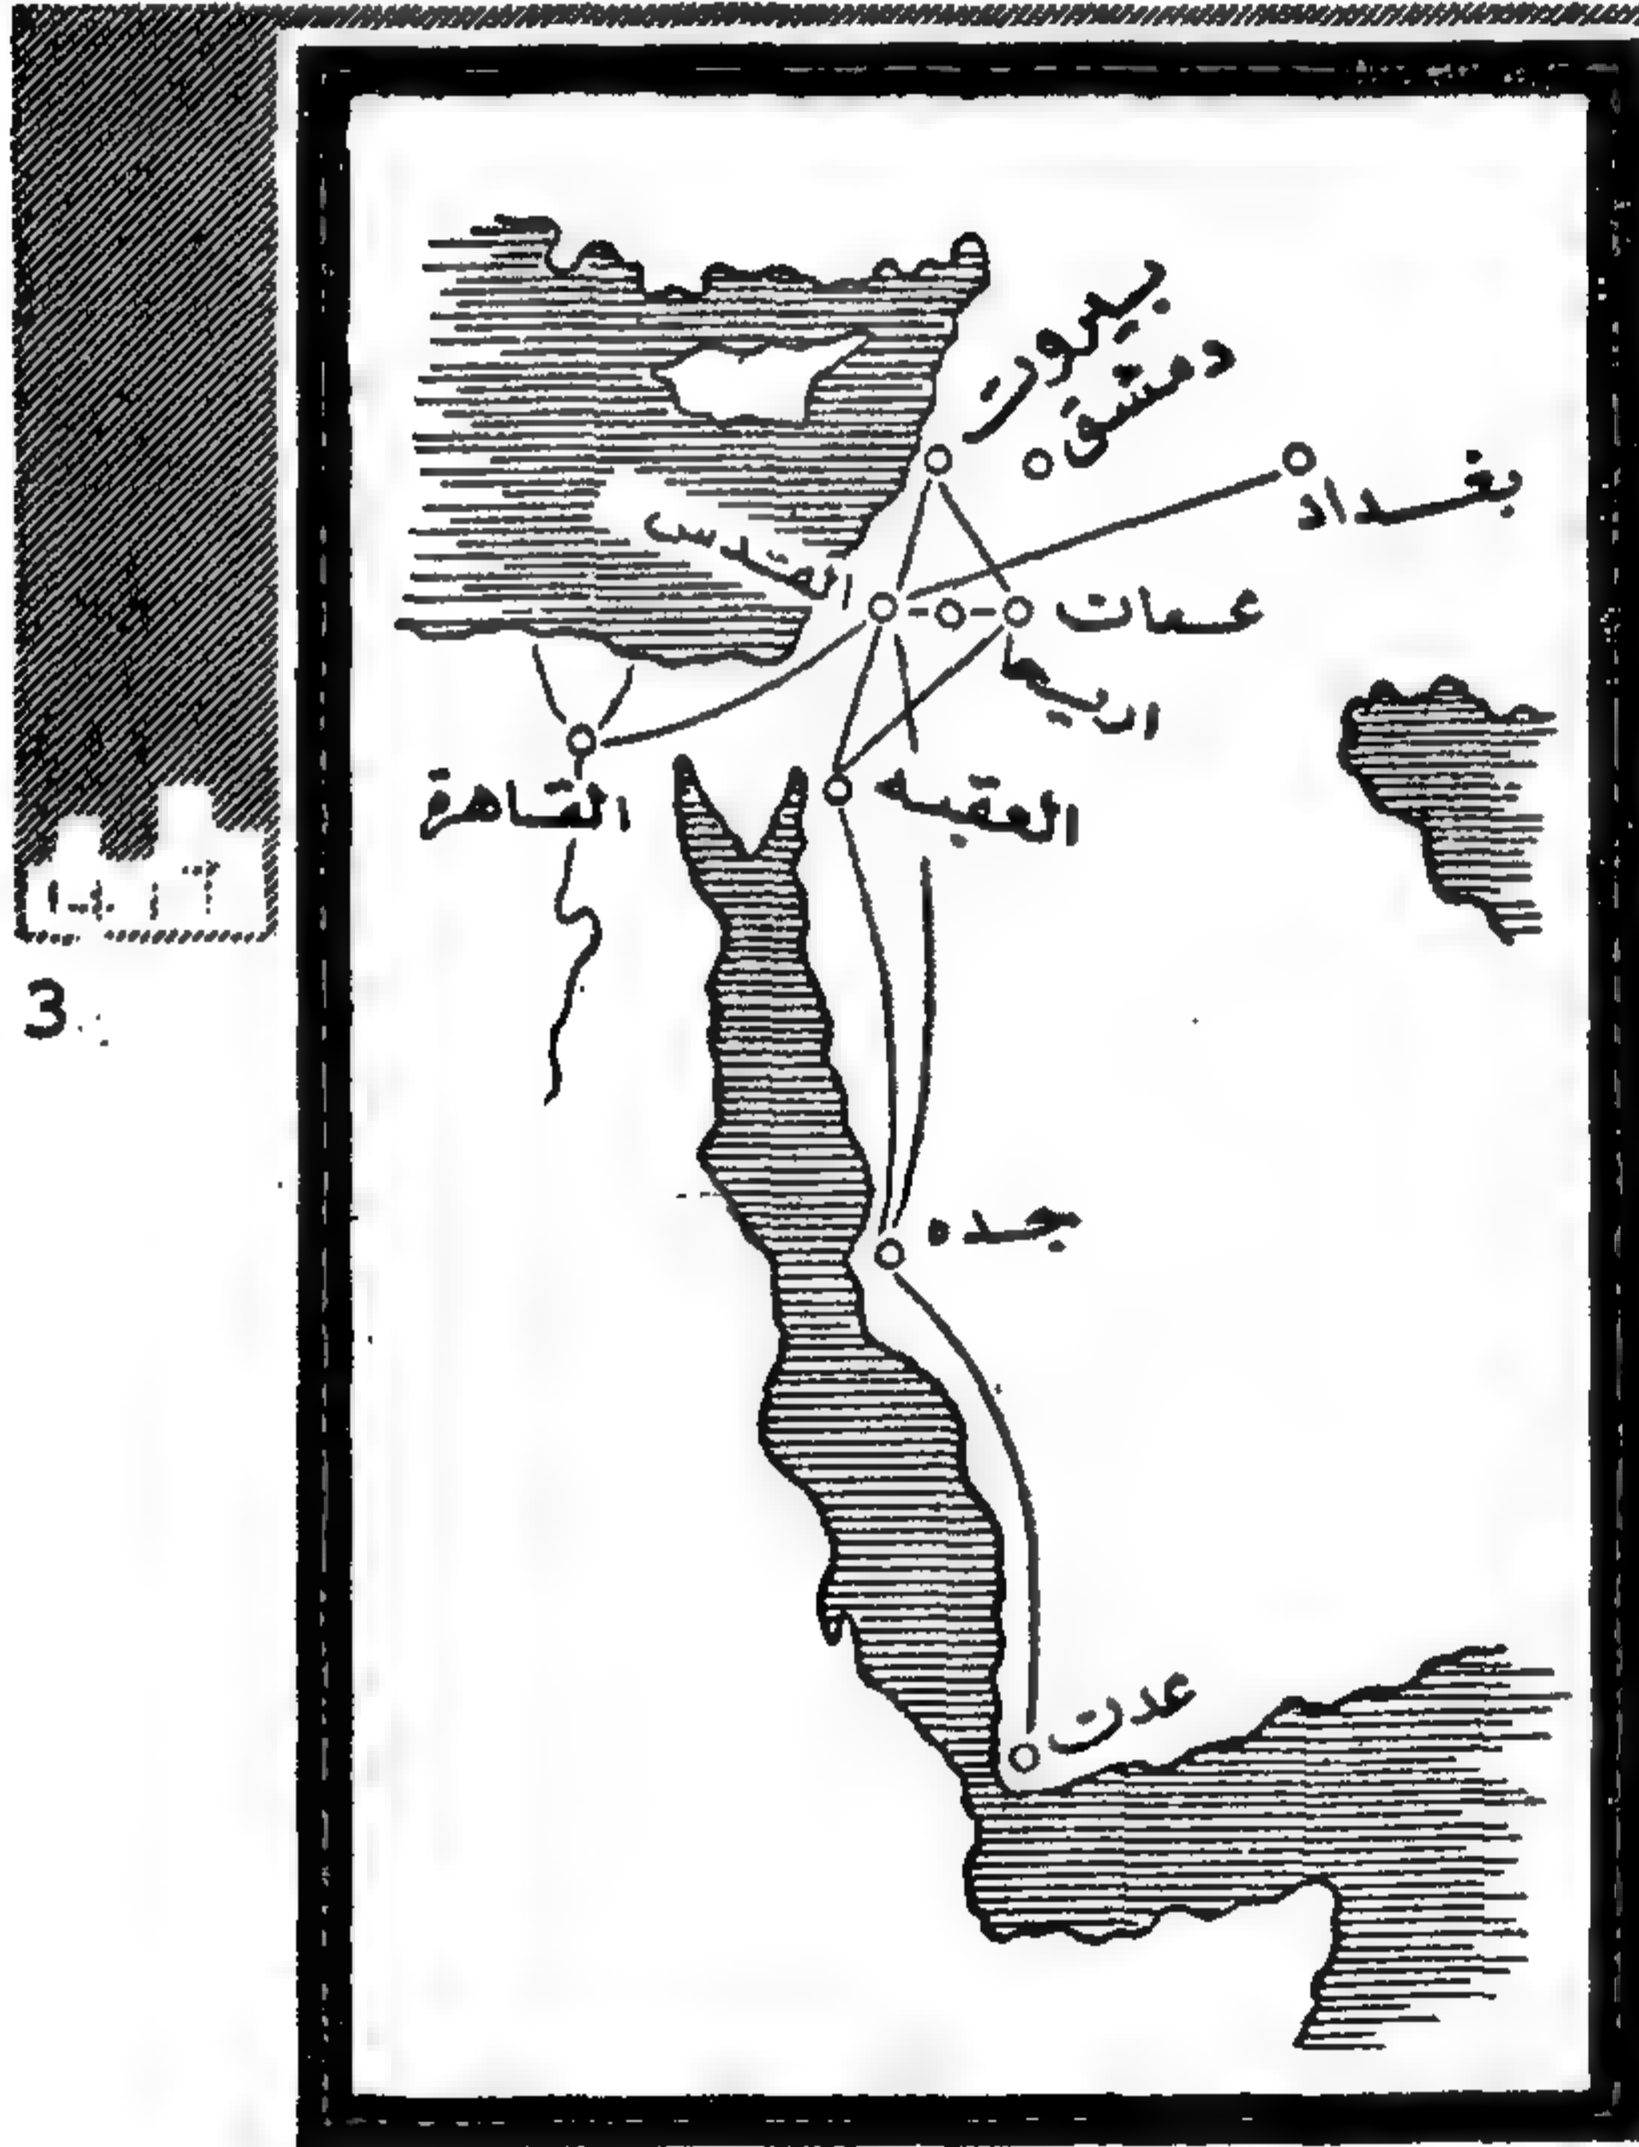 بيروت
دمشق
بغداد
القدس
عمان
اريحا
القاهرة
العقبه
3
جده
عدن